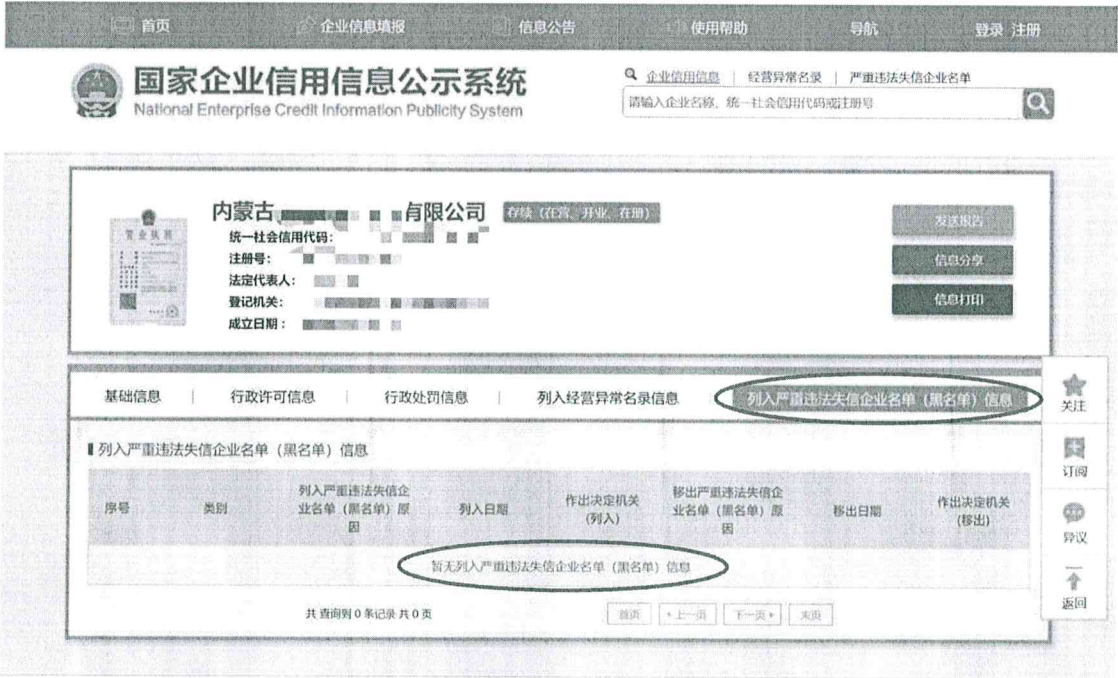 首页 企业信息填报 信息公告 使用帮助 导航 登录 注册
国家企业信用信息公示系统
National Enterprise Credit Information Publicity System
企业信用信息 | 经营异常名录 | 严重违法失信企业名单
请输入企业名称、统一社会信用代码或注册号
营业执照
内蒙古 有限公司 存续（在营、开业、在册）
统一社会信用代码：
注册号：
法定代表人：
登记机关：
成立日期：
发送报告
信息分享
信息打印
基础信息 | 行政许可信息 | 行政处罚信息 | 列入经营异常名录信息 | 列入严重违法失信企业名单（黑名单）信息
关注
订阅
异议
返回
列入严重违法失信企业名单（黑名单）信息
序号 类别 列入严重违法失信企业名单（黑名单）原因 列入日期 作出决定机关(列入) 移出严重违法失信企业名单（黑名单）原因 移出日期 作出决定机关(移出)
暂无列入严重违法失信企业名单（黑名单）信息
共 查询到 0 条记录 共 0 页 首页 上一页 下一页 末页